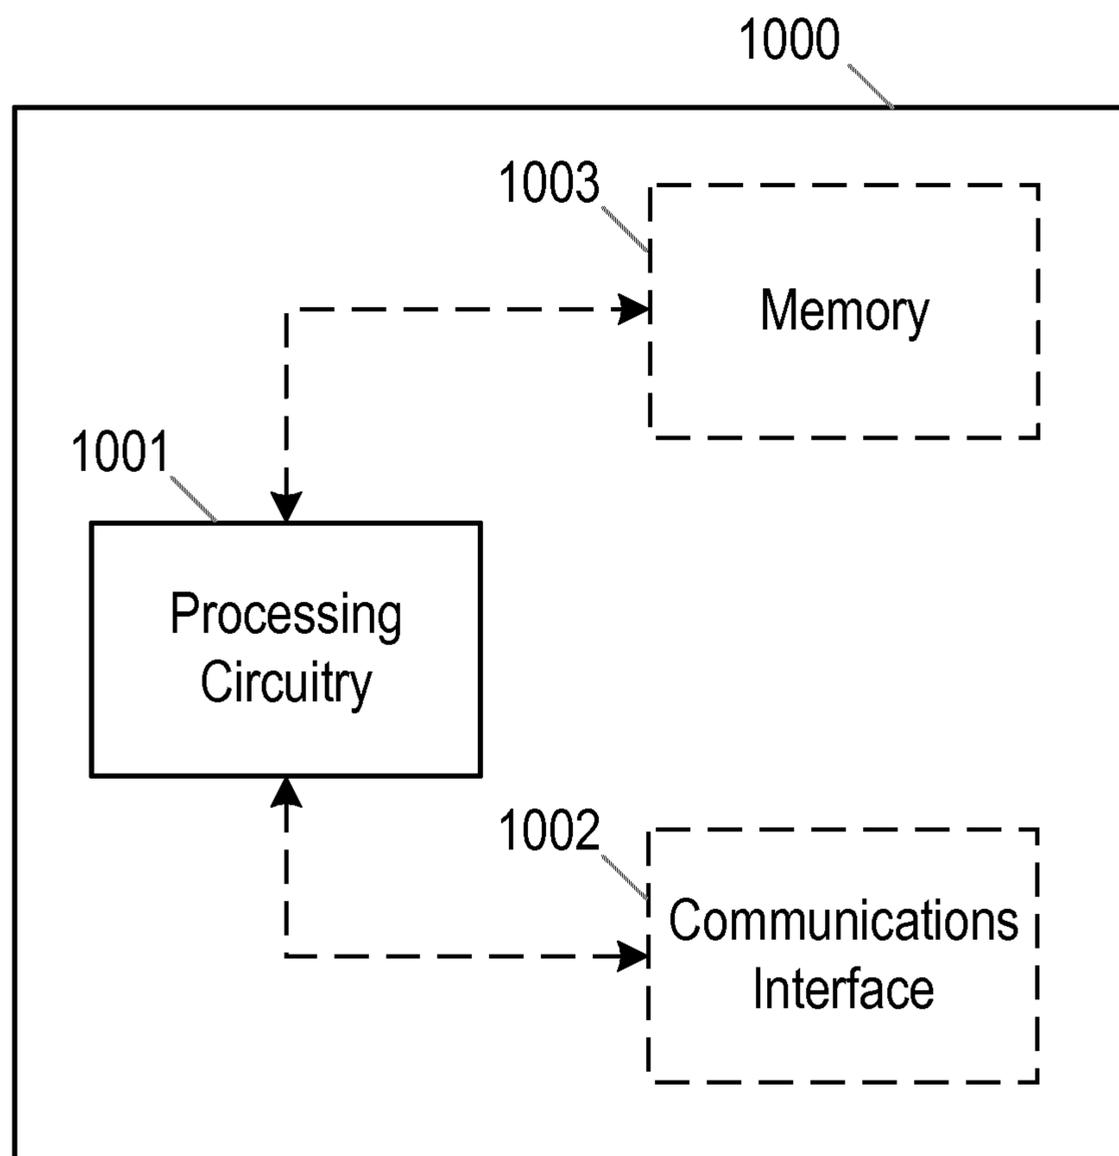 1000
1003
Memory
1001
Processing
Circuitry
1002
Communications
Interface